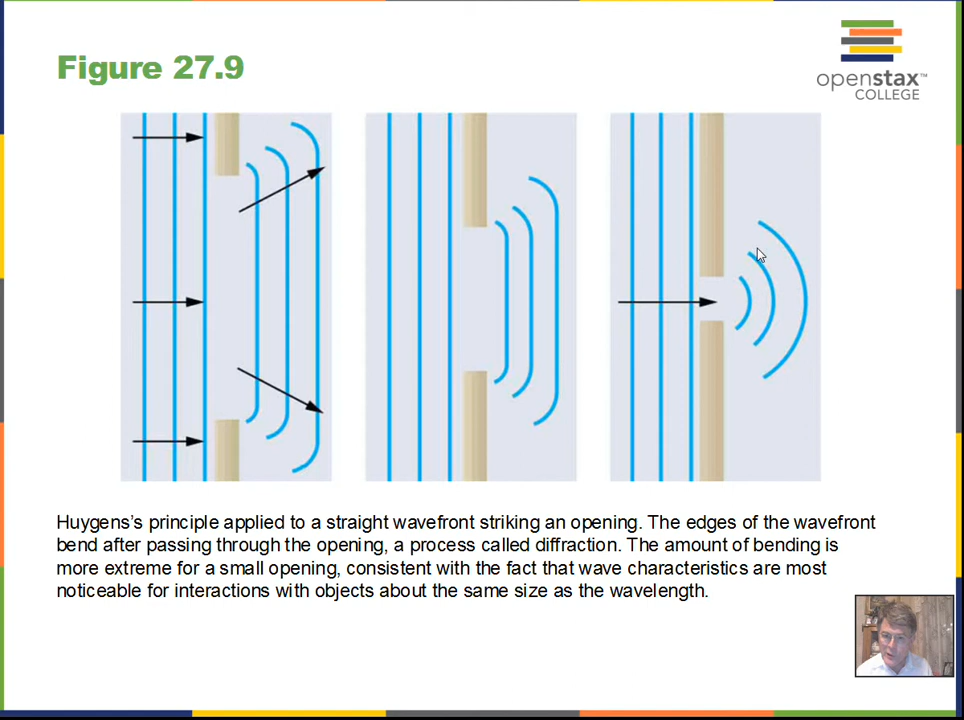 Figure 27.9
openstax™
COLLEGE
Huygens's principle applied to a straight wavefront striking an opening. The edges of the wavefront
bend after passing through the opening, a process called diffraction. The amount of bending is
more extreme for a small opening, consistent with the fact that wave characteristics are most
noticeable for interactions with objects about the same size as the wavelength.